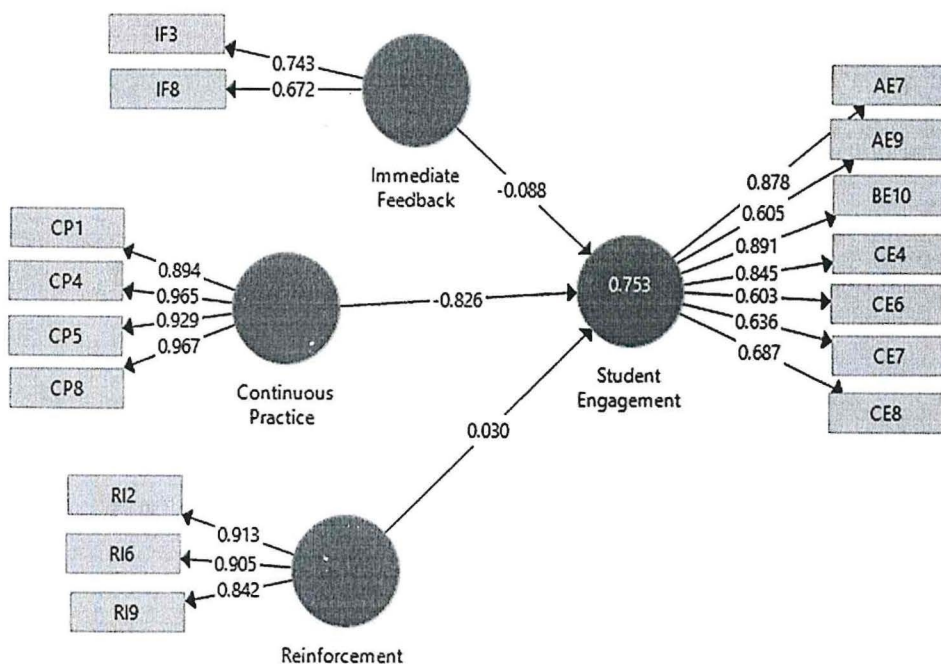 IF3
0.743
IF8
0.672
Immediate
Feedback
-0.088
CP1
0.894
CP4
0.965
CP5
0.929
CP8
0.967
Continuous
Practice
-0.826
RI2
0.913
RI6
0.905
RI9
0.842
Reinforcement
0.030
0.753
Student
Engagement
AE7
0.878
AE9
0.605
BE10
0.891
CE4
0.845
CE6
0.603
CE7
0.636
CE8
0.687